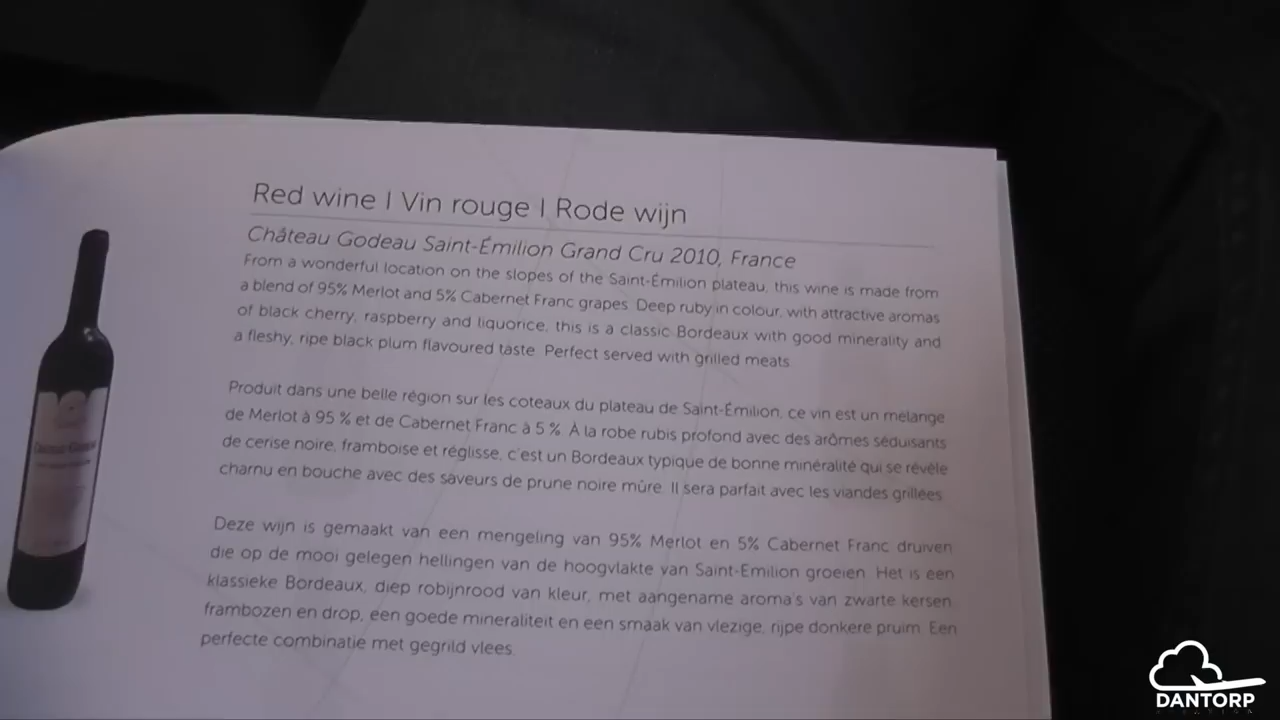 Red wine | Vin rouge | Rode wijn
Château Godeau Saint-Émilion Grand Cru 2010, France
From a wonderful location on the slopes of the Saint-Émilion plateau, this wine is made from
a blend of 95% Merlot and 5% Cabernet Franc grapes. Deep ruby in colour, with attractive aromas
of black cherry, raspberry and liquorice, this is a classic Bordeaux with good minerality and
a fleshy, ripe black plum flavoured taste. Perfect served with grilled meats.
Produit dans une belle région sur les coteaux du plateau de Saint-Émilion, ce vin est un mélange
de Merlot à 95 % et de Cabernet Franc à 5 %. À la robe rubis profond avec des arômes séduisants
de cerise noire, framboise et réglisse, c'est un Bordeaux typique de bonne minéralité qui se révèle
charnu en bouche avec des saveurs de prune noire mûre. Il sera parfait avec les viandes grillées.
Deze wijn is gemaakt van een mengeling van 95% Merlot en 5% Cabernet Franc druiven
die op de mooi gelegen hellingen van de hoogvlakte van Saint-Emilion groeien. Het is een
klassieke Bordeaux, diep robijnrood van kleur, met aangename aroma's van zwarte kersen,
frambozen en drop, een goede mineraliteit en een smaak van vlezige, rijpe donkere pruim. Een
perfecte combinatie met gegrild vlees.
DANTORP